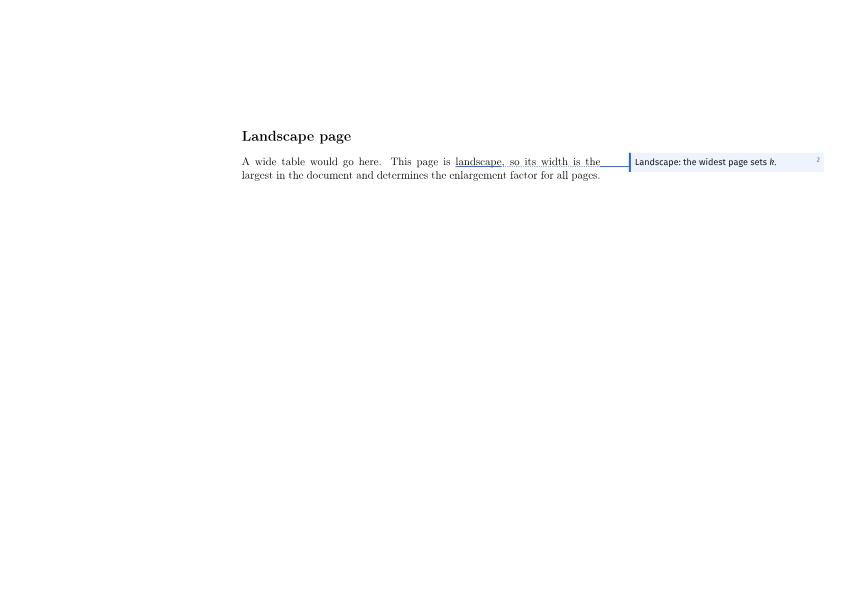 Landscape page
A wide table would go here. This page is landscape, so its width is the
largest in the document and determines the enlargement factor for all pages.
Landscape: the widest page sets k.
2